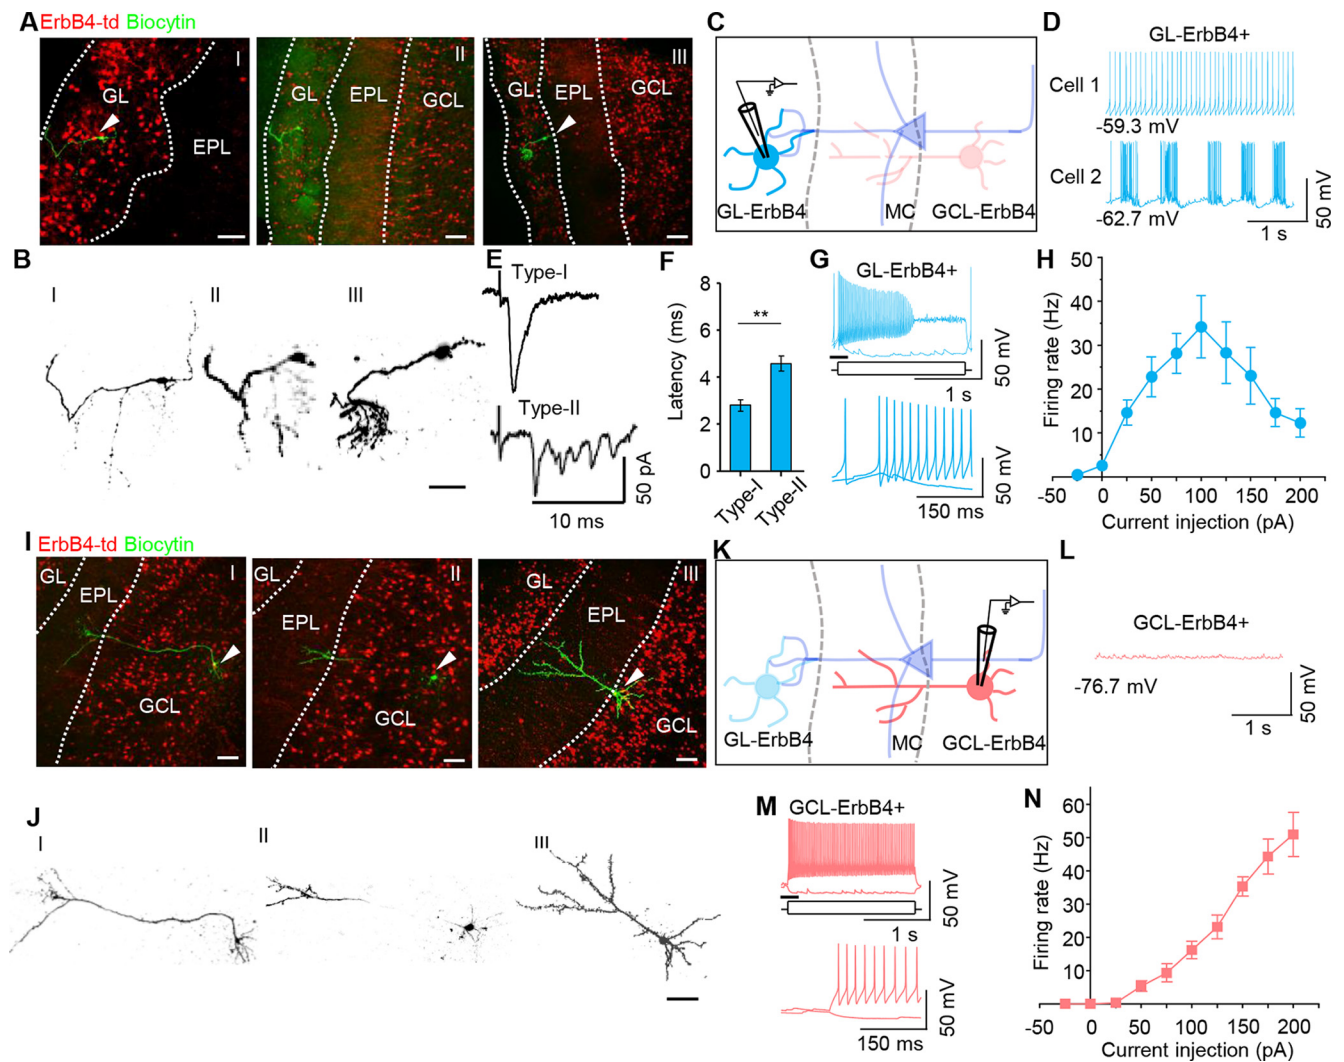 A
ErbB4-td Biocytin
I
GL
EPL
II
GL
EPL
GCL
III
GL
EPL
GCL
B
I
II
III
C
GL-ErbB4
MC
GCL-ErbB4
D
GL-ErbB4+
Cell 1
-59.3 mV
Cell 2
-62.7 mV
50 mV
1 s
E
Type-I
Type-II
50 pA
10 ms
F
Latency (ms)
8
6
4
2
0
**
Type-I
Type-II
G
GL-ErbB4+
50 mV
1 s
50 mV
150 ms
H
Firing rate (Hz)
50
40
30
20
10
-50
0
50
100
150
200
Current injection (pA)
I
ErbB4-td Biocytin
I
GL
EPL
GCL
II
GL
EPL
GCL
III
GL
EPL
GCL
J
I
II
III
K
GL-ErbB4
MC
GCL-ErbB4
L
GCL-ErbB4+
-76.7 mV
50 mV
1 s
M
GCL-ErbB4+
50 mV
1 s
50 mV
150 ms
N
Firing rate (Hz)
60
50
40
30
20
10
-50
0
50
100
150
200
Current injection (pA)